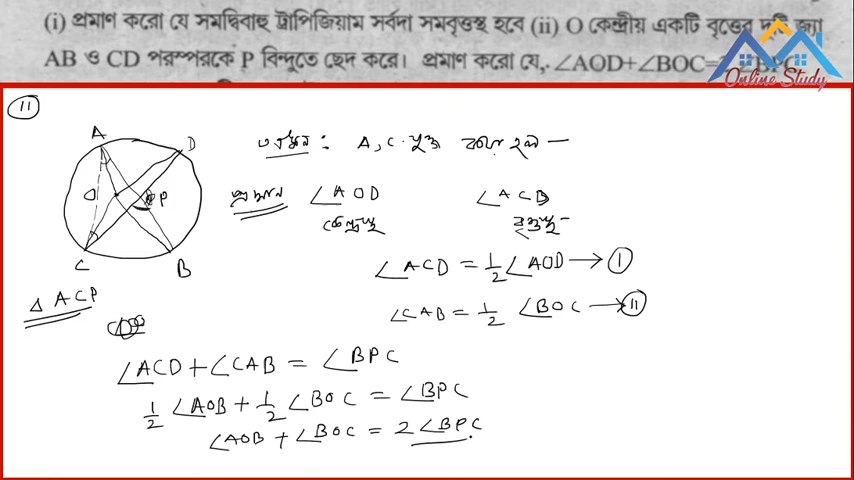 (i) প্রমাণ করো যে সমদ্বিবাহু ট্রাপিজিয়াম সর্বদা সমবৃত্তস্থ হবে (ii) O কেন্দ্রীয় একটি বৃত্তের দুটি জ্যা
AB ও CD পরস্পরকে P বিন্দুতে ছেদ করে। প্রমাণ করো যে, ∠AOD+∠BOC= ∠BPC
Online Study
11
A
D
O
P
C
B
অঙ্কন : A, C যুক্ত করা হল —
প্রমাণ ∠AOD ∠ACD
কেন্দ্রস্থ বৃত্তস্থ
∠ACD = 1/2 ∠AOD → I
∠CAB = 1/2 ∠BOC → II
△ ACP
∠ACD + ∠CAB = ∠BPC
1/2 ∠AOB + 1/2 ∠BOC = ∠BPC
∠AOB + ∠BOC = 2 ∠BPC